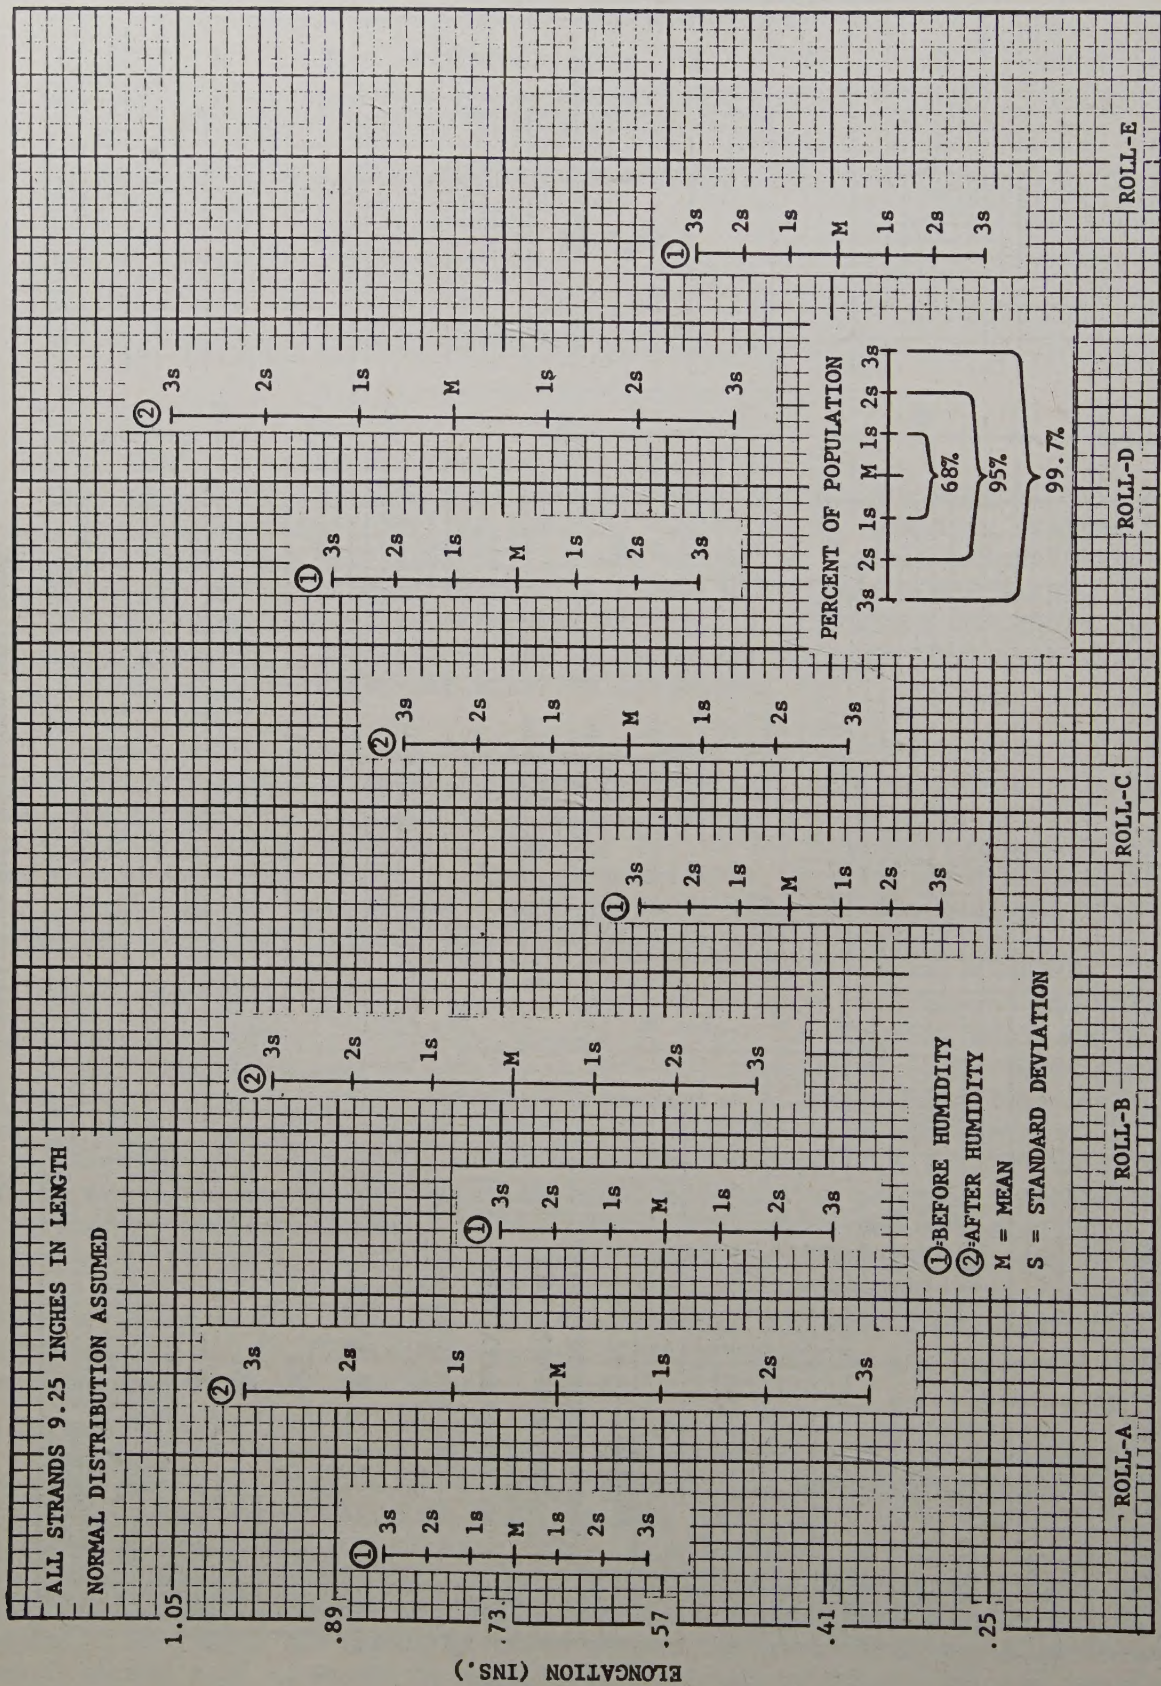 ALL STRANDS 9.25 INCHES IN LENGTH
NORMAL DISTRIBUTION ASSUMED
ELONGATION (INS.)
1.05
.89
.73
.57
.41
.25
①
3s
2s
1s
M
1s
2s
3s
②
3s
2s
1s
M
1s
2s
3s
ROLL-A
①
3s
2s
1s
M
1s
2s
3s
②
3s
2s
1s
M
1s
2s
3s
ROLL-B
①=BEFORE HUMIDITY
②=AFTER HUMIDITY
M = MEAN
S = STANDARD DEVIATION
①
3s
2s
1s
M
1s
2s
3s
②
3s
2s
1s
M
1s
2s
3s
ROLL-C
①
3s
2s
1s
M
1s
2s
3s
②
3s
2s
1s
M
1s
2s
3s
ROLL-D
PERCENT OF POPULATION
3s 2s 1s M 1s 2s 3s
68%
95%
99.7%
①
3s
2s
1s
M
1s
2s
3s
ROLL-E